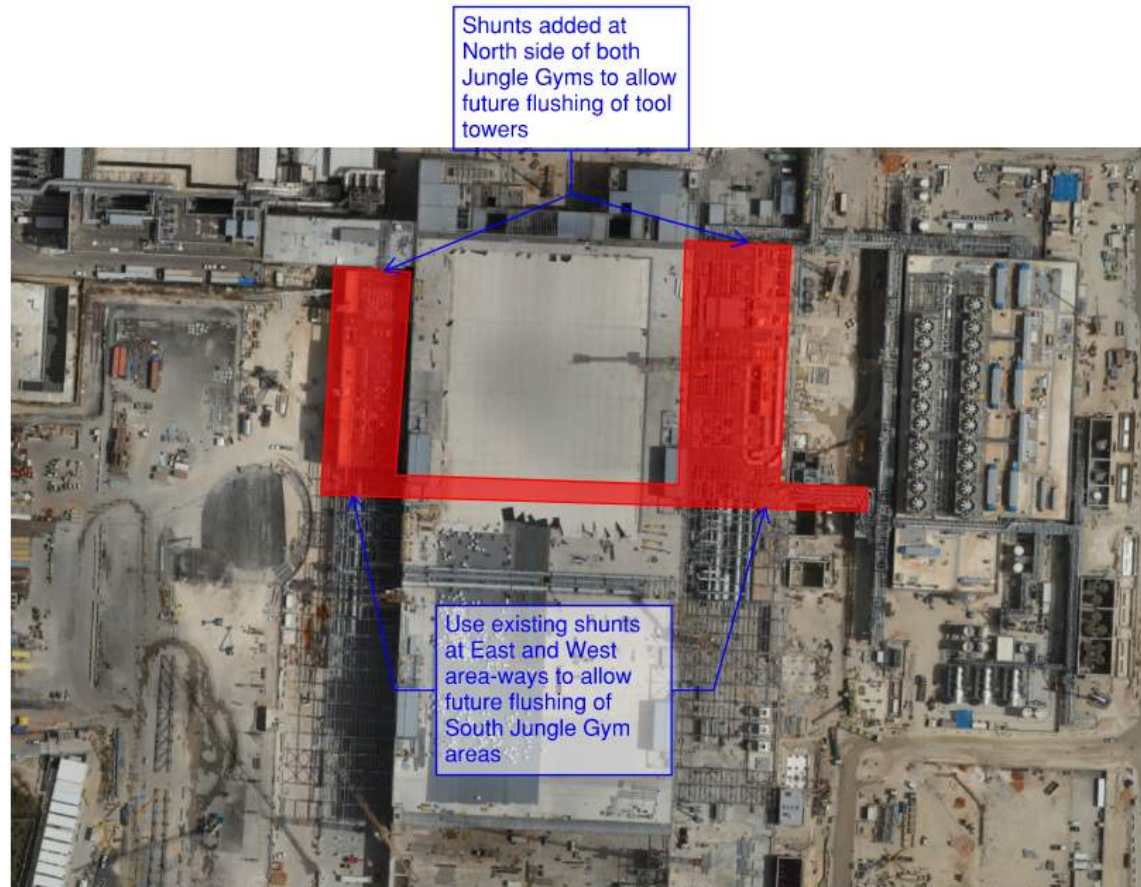 Shunts added at
North side of both
Jungle Gyms to allow
future flushing of tool
towers
Use existing shunts
at East and West
area-ways to allow
future flushing of
South Jungle Gym
areas